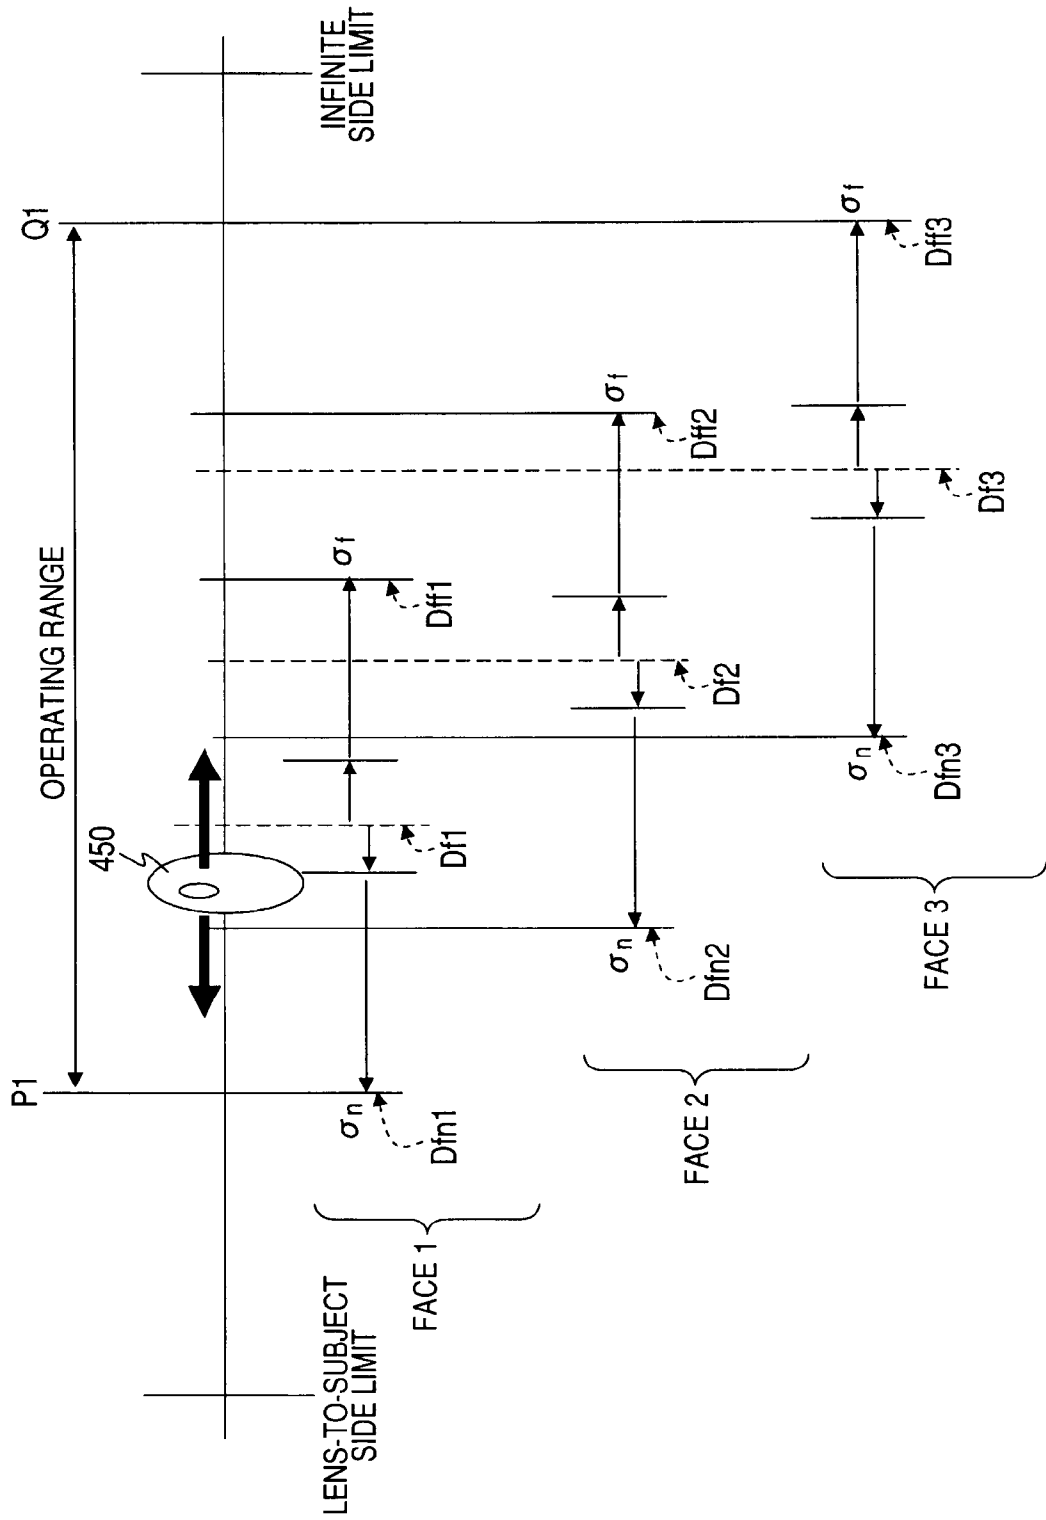 P1
OPERATING RANGE
Q1
450
LENS-TO-SUBJECT
SIDE LIMIT
INFINITE
SIDE LIMIT
FACE 1
σn
Dfn1
Df1
σf
Dff1
FACE 2
σn
Dfn2
Df2
σf
Dff2
FACE 3
σn
Dfn3
Df3
σf
Dff3